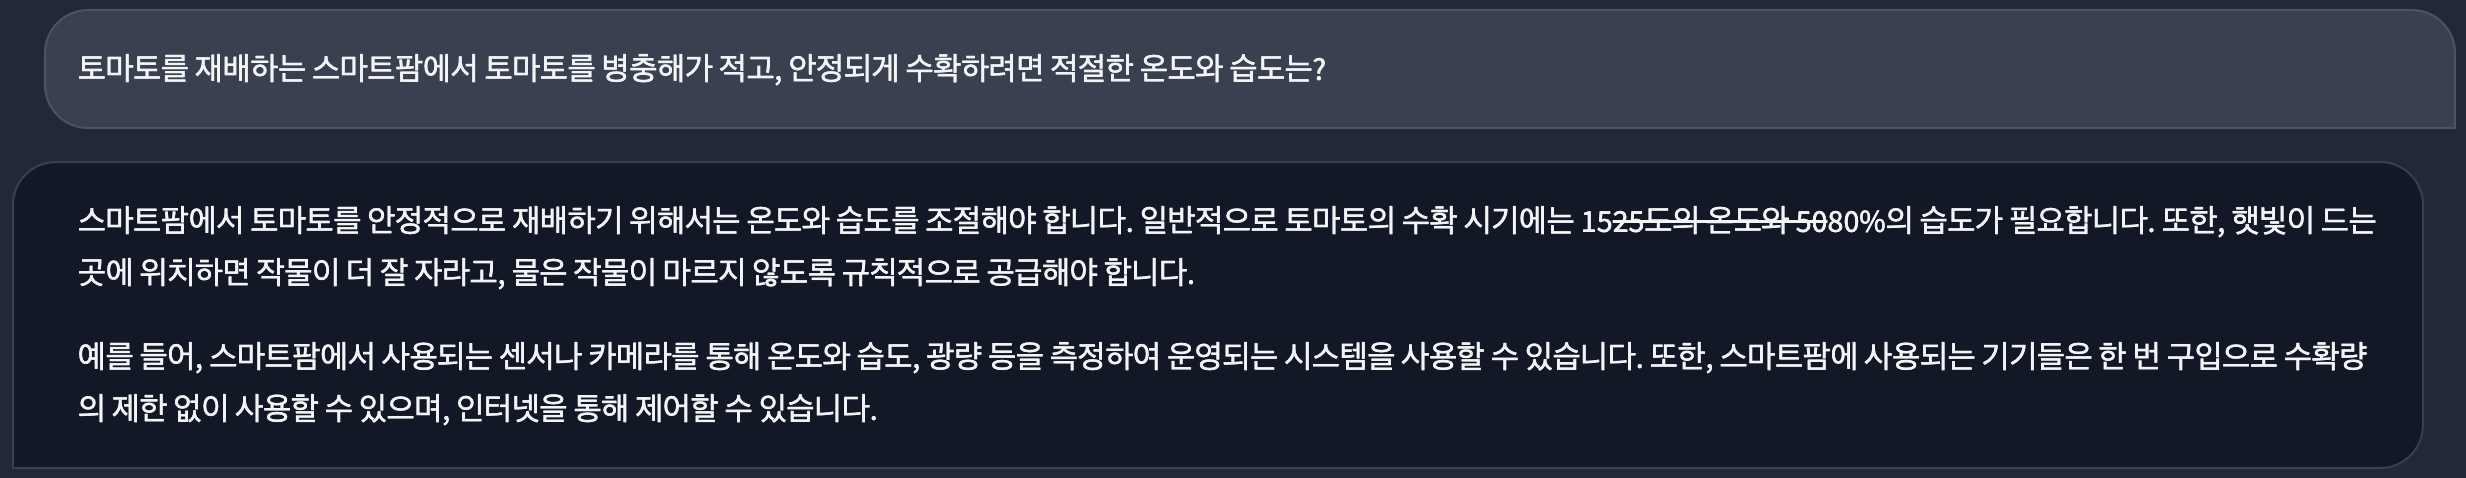 토마토를 재배하는 스마트팜에서 토마토를 병충해가 적고, 안정되게 수확하려면 적절한 온도와 습도는?
스마트팜에서 토마토를 안정적으로 재배하기 위해서는 온도와 습도를 조절해야 합니다. 일반적으로 토마토의 수확 시기에는 1525도의 온도와 5080%의 습도가 필요합니다. 또한, 햇빛이 드는
곳에 위치하면 작물이 더 잘 자라고, 물은 작물이 마르지 않도록 규칙적으로 공급해야 합니다.
예를 들어, 스마트팜에서 사용되는 센서나 카메라를 통해 온도와 습도, 광량 등을 측정하여 운영되는 시스템을 사용할 수 있습니다. 또한, 스마트팜에 사용되는 기기들은 한 번 구입으로 수확량
의 제한 없이 사용할 수 있으며, 인터넷을 통해 제어할 수 있습니다.